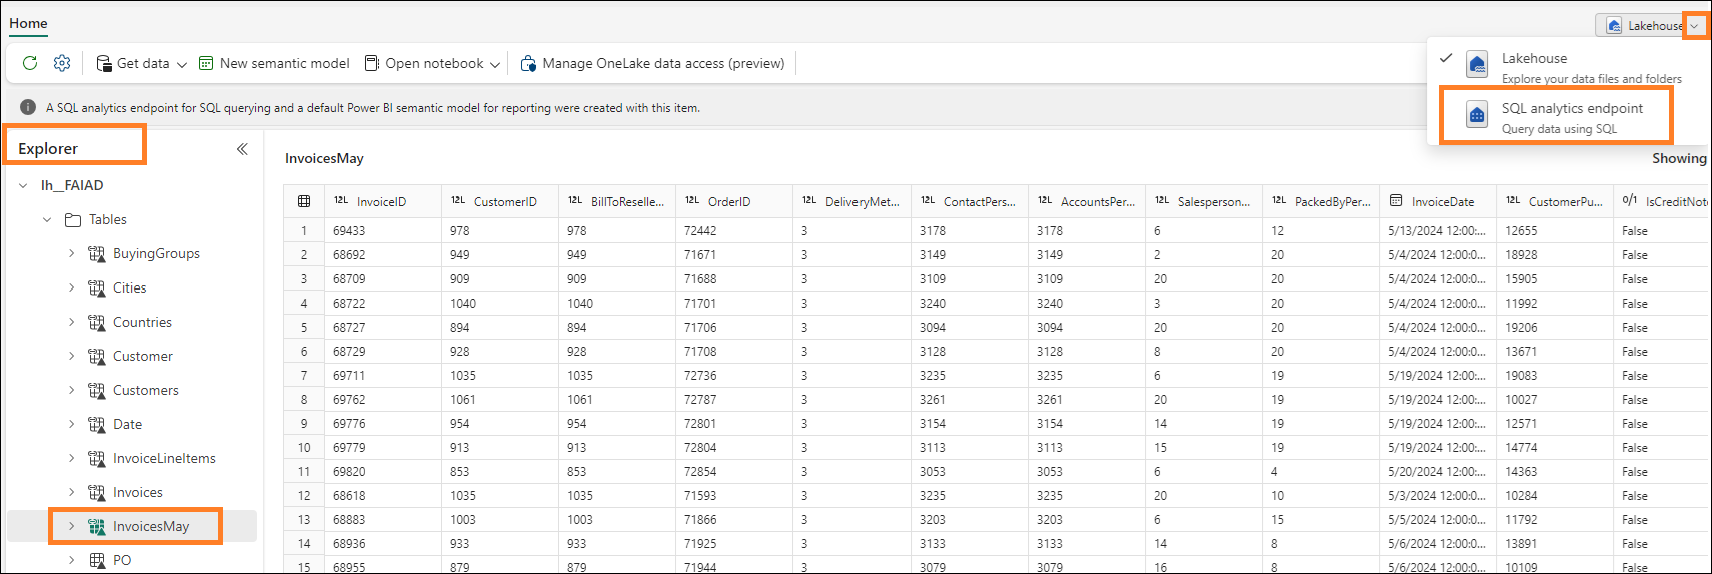 Home
Lakehouse
Get data
New semantic model
Open notebook
Manage OneLake data access (preview)
Lakehouse
Explore your data files and folders
SQL analytics endpoint
Query data using SQL
A SQL analytics endpoint for SQL querying and a default Power BI semantic model for reporting were created with this item.
Explorer
lh_FAIAD
Tables
BuyingGroups
Cities
Countries
Customer
Customers
Date
InvoiceLineItems
Invoices
InvoicesMay
PO
InvoicesMay
Showing
12L InvoiceID 12L CustomerID 12L BillToReselle... 12L OrderID 12L DeliveryMet... 12L ContactPers... 12L AccountsPer... 12L Salesperson... 12L PackedByPer... InvoiceDate 12L CustomerPu... 0/1 IsCreditNot
1 69433 978 978 72442 3 3178 3178 6 12 5/13/2024 12:00:... 12655 False
2 68692 949 949 71671 3 3149 3149 2 20 5/4/2024 12:00:0... 18928 False
3 68709 909 909 71688 3 3109 3109 20 20 5/4/2024 12:00:0... 15905 False
4 68722 1040 1040 71701 3 3240 3240 3 20 5/4/2024 12:00:0... 11992 False
5 68727 894 894 71706 3 3094 3094 20 20 5/4/2024 12:00:0... 19206 False
6 68729 928 928 71708 3 3128 3128 8 20 5/4/2024 12:00:0... 13671 False
7 69711 1035 1035 72736 3 3235 3235 6 19 5/19/2024 12:00:... 19083 False
8 69762 1061 1061 72787 3 3261 3261 20 19 5/19/2024 12:00:... 10027 False
9 69776 954 954 72801 3 3154 3154 14 19 5/19/2024 12:00:... 12571 False
10 69779 913 913 72804 3 3113 3113 15 19 5/19/2024 12:00:... 14774 False
11 69820 853 853 72854 3 3053 3053 6 4 5/20/2024 12:00:... 14363 False
12 68618 1035 1035 71593 3 3235 3235 20 10 5/3/2024 12:00:0... 10284 False
13 68883 1003 1003 71866 3 3203 3203 6 15 5/5/2024 12:00:0... 11792 False
14 68936 933 933 71925 3 3133 3133 14 8 5/6/2024 12:00:0... 13891 False
15 68955 879 879 71944 3 3079 3079 16 8 5/6/2024 12:00:0... 10109 False